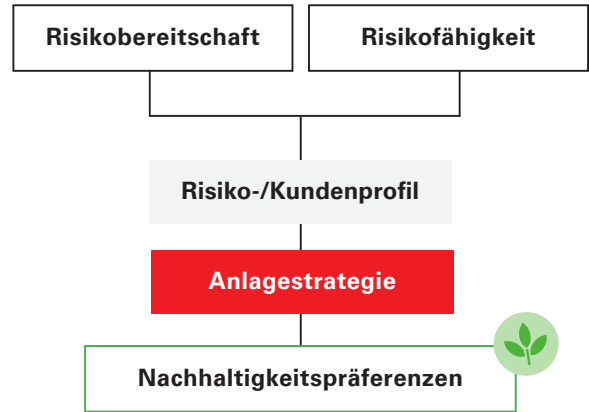 Risikobereitschaft
Risikofähigkeit
Risiko-/Kundenprofil
Anlagestrategie
Nachhaltigkeitspräferenzen